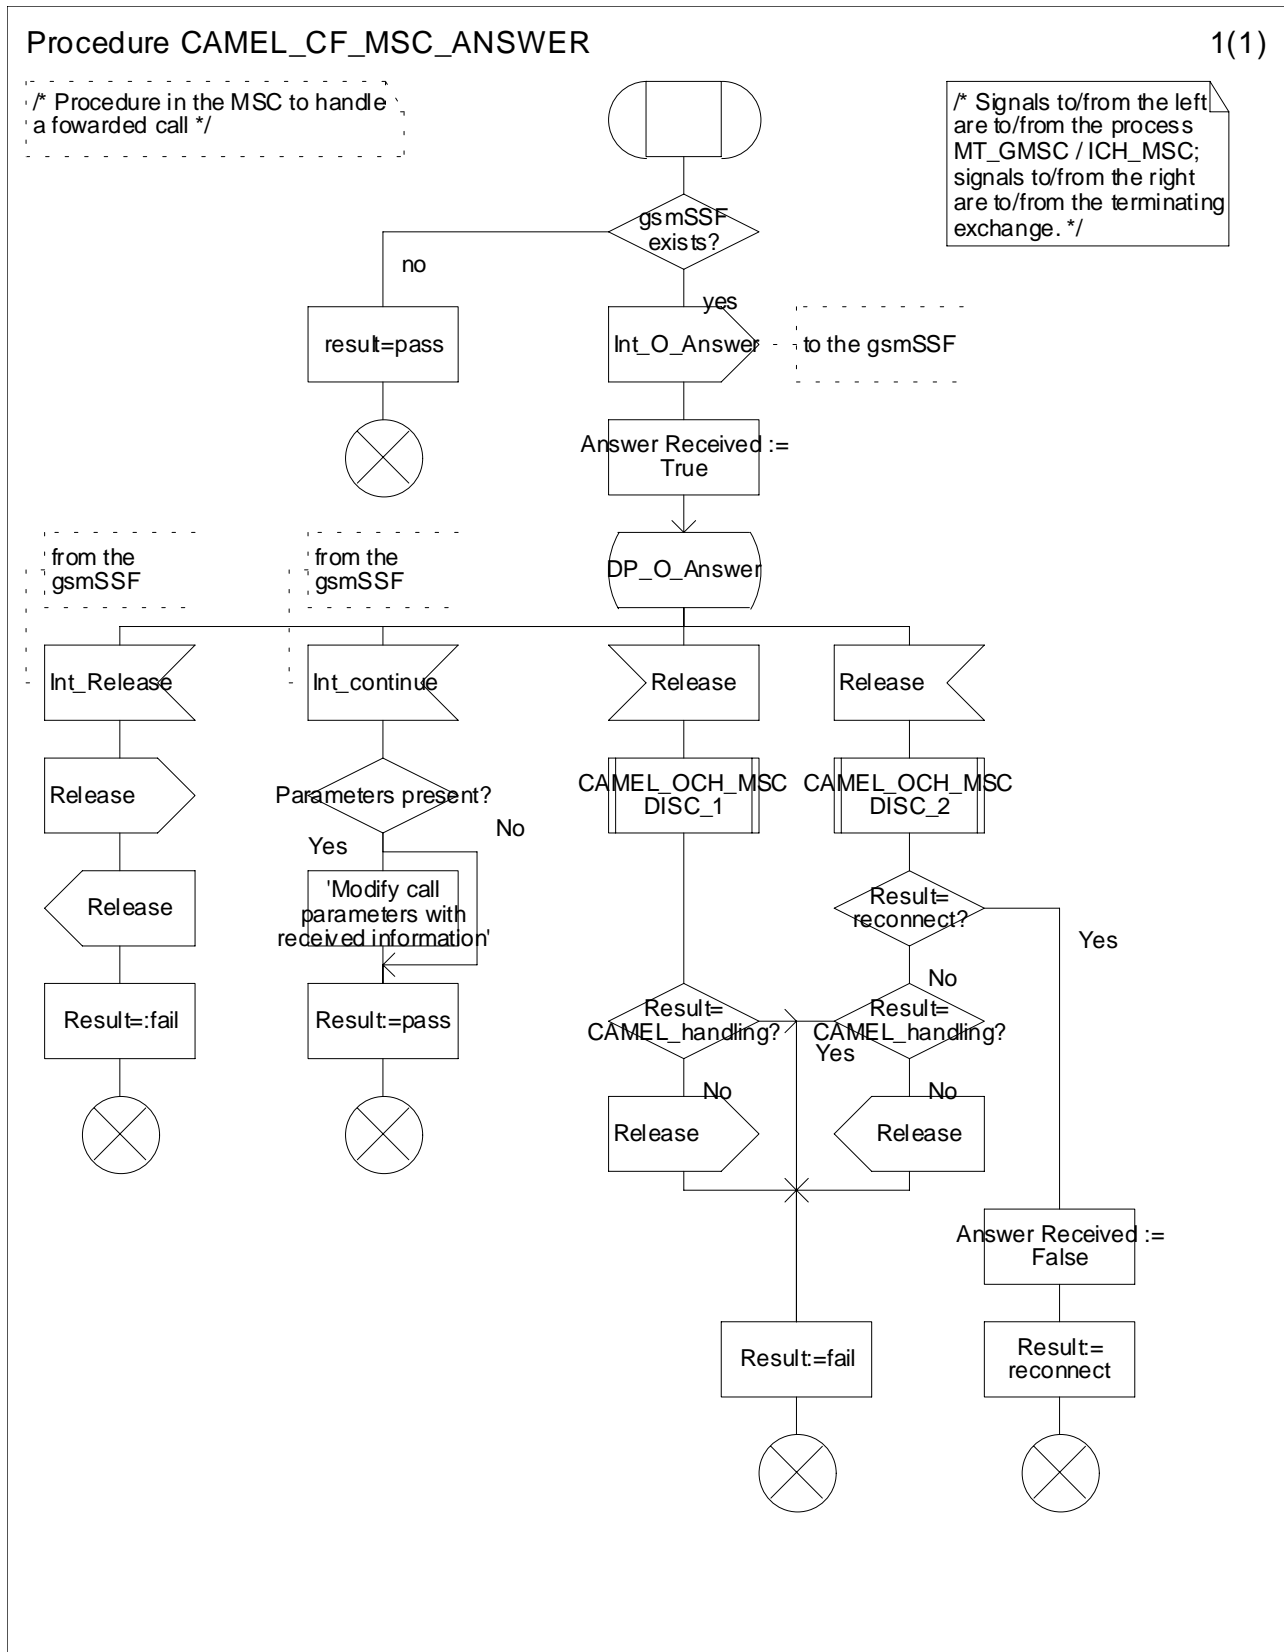 Procedure CAMEL_CF_MSC_ANSWER
1(1)
/* Procedure in the MSC to handle
a fowarded call */
/* Signals to/from the left
are to/from the process
MT_GMSC / ICH_MSC;
signals to/from the right
are to/from the terminating
exchange. */
gsmSSF
exists?
no
yes
result=pass
Int_O_Answer
to the gsmSSF
Answer Received :=
True
from the
gsmSSF
from the
gsmSSF
DP_O_Answer
Int_Release
Int_continue
Release
Release
Release
Parameters present?
CAMEL_OCH_MSC
DISC_1
CAMEL_OCH_MSC
DISC_2
Yes
No
Release
'Modify call
parameters with
received information'
Result=
reconnect?
Yes
No
Result=:fail
Result:=pass
Result=
CAMEL_handling?
Result=
CAMEL_handling?
Yes
No
No
Release
Release
Answer Received :=
False
Result:=fail
Result:=
reconnect